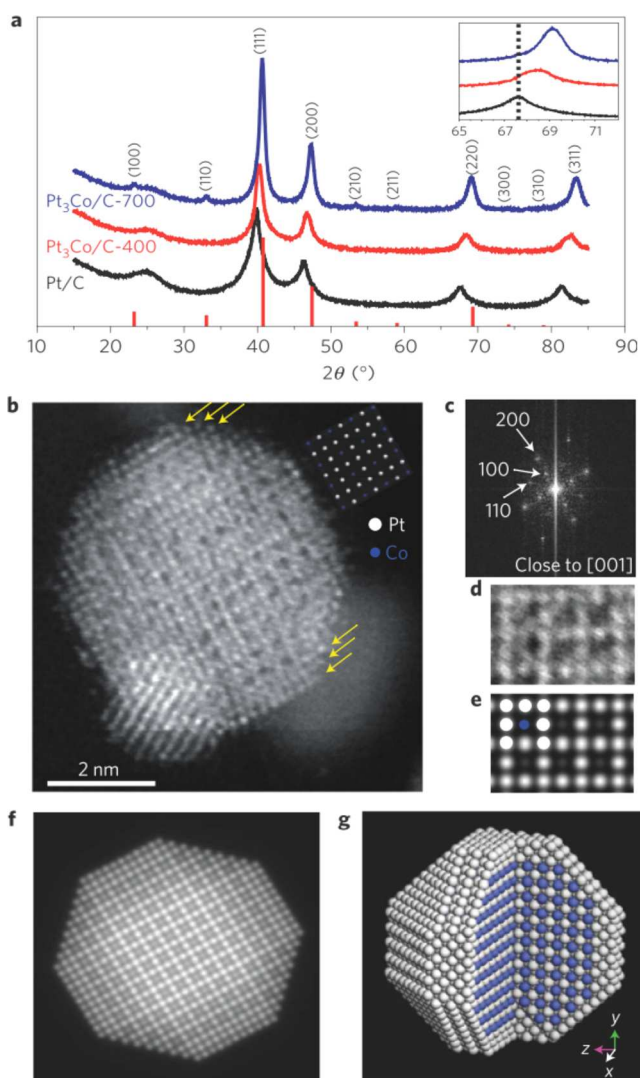 a
(111)
(200)
(100)
(110)
(210)
(211)
(220)
(300)
(310)
(311)
65 67 69 71
Pt₃Co/C-700
Pt₃Co/C-400
Pt/C
10 20 30 40 50 60 70 80 90
2θ (°)
b
Pt
Co
2 nm
c
200
100
110
Close to [001]
d
e
f
g
y
z
x